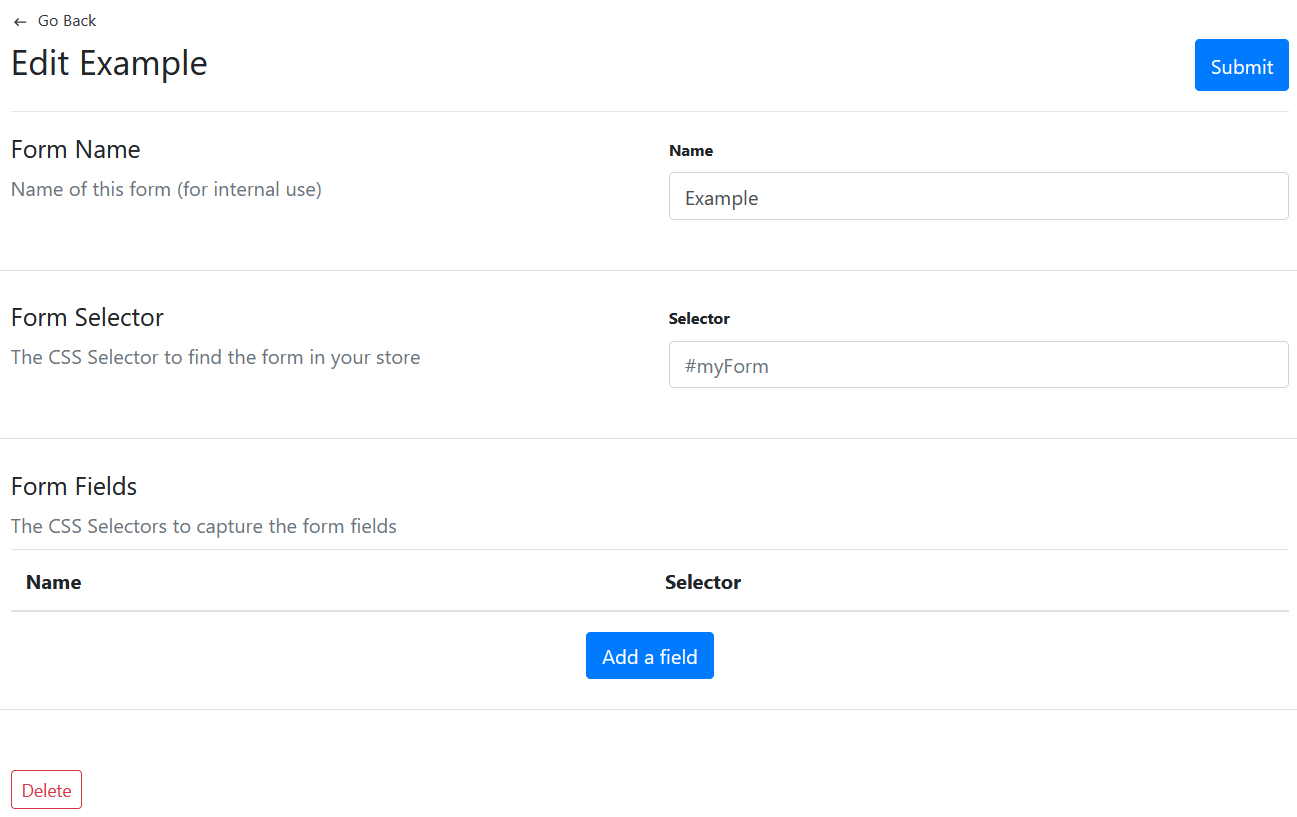 ← Go Back
Edit Example
Submit
Form Name
Name of this form (for internal use)
Name
Example
Form Selector
The CSS Selector to find the form in your store
Selector
#myForm
Form Fields
The CSS Selectors to capture the form fields
Name Selector
Add a field
Delete